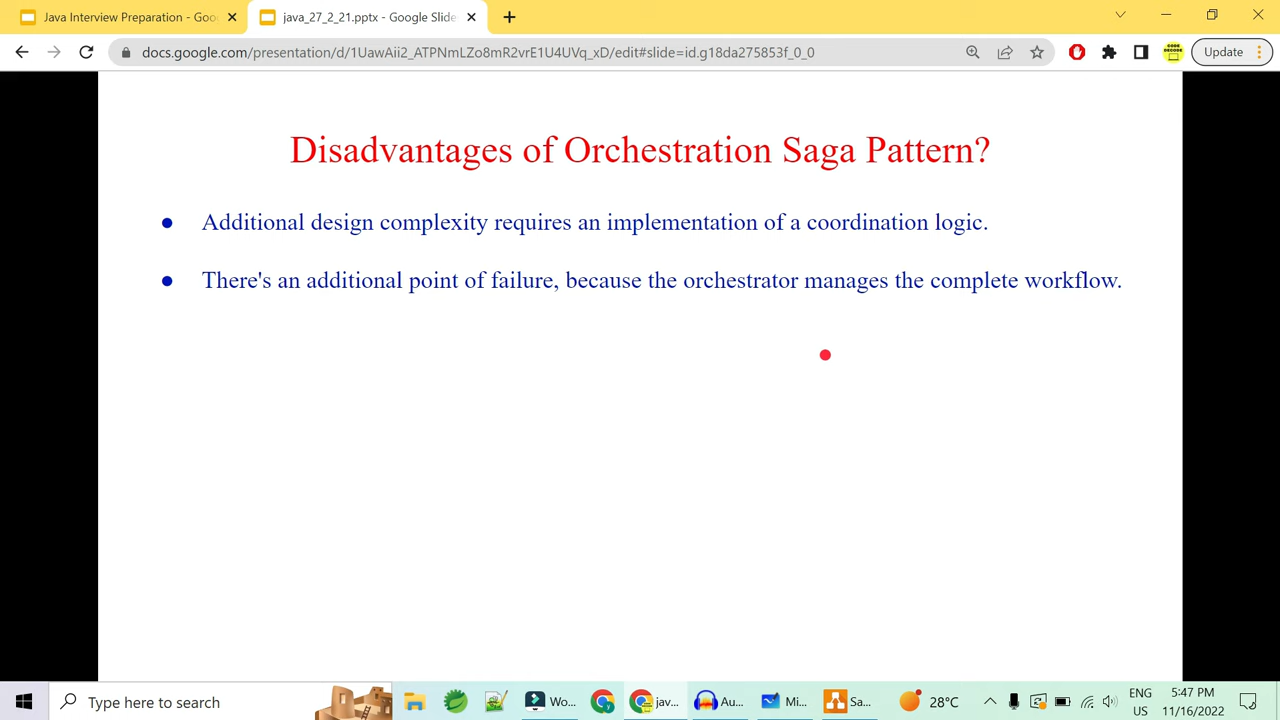 Java Interview Preparation - Goo
java_27_2_21.pptx - Google Slide
docs.google.com/presentation/d/1UawAii2_ATPNmLZo8mR2vrE1U4UVq_xD/edit#slide=id.g18da275853f_0_0
CODE
DECODE
Update
Disadvantages of Orchestration Saga Pattern?
● Additional design complexity requires an implementation of a coordination logic.
● There's an additional point of failure, because the orchestrator manages the complete workflow.
Type here to search
Wo...
jav...
Au...
Mi...
Sa...
28°C
ENG
US
5:47 PM
11/16/2022